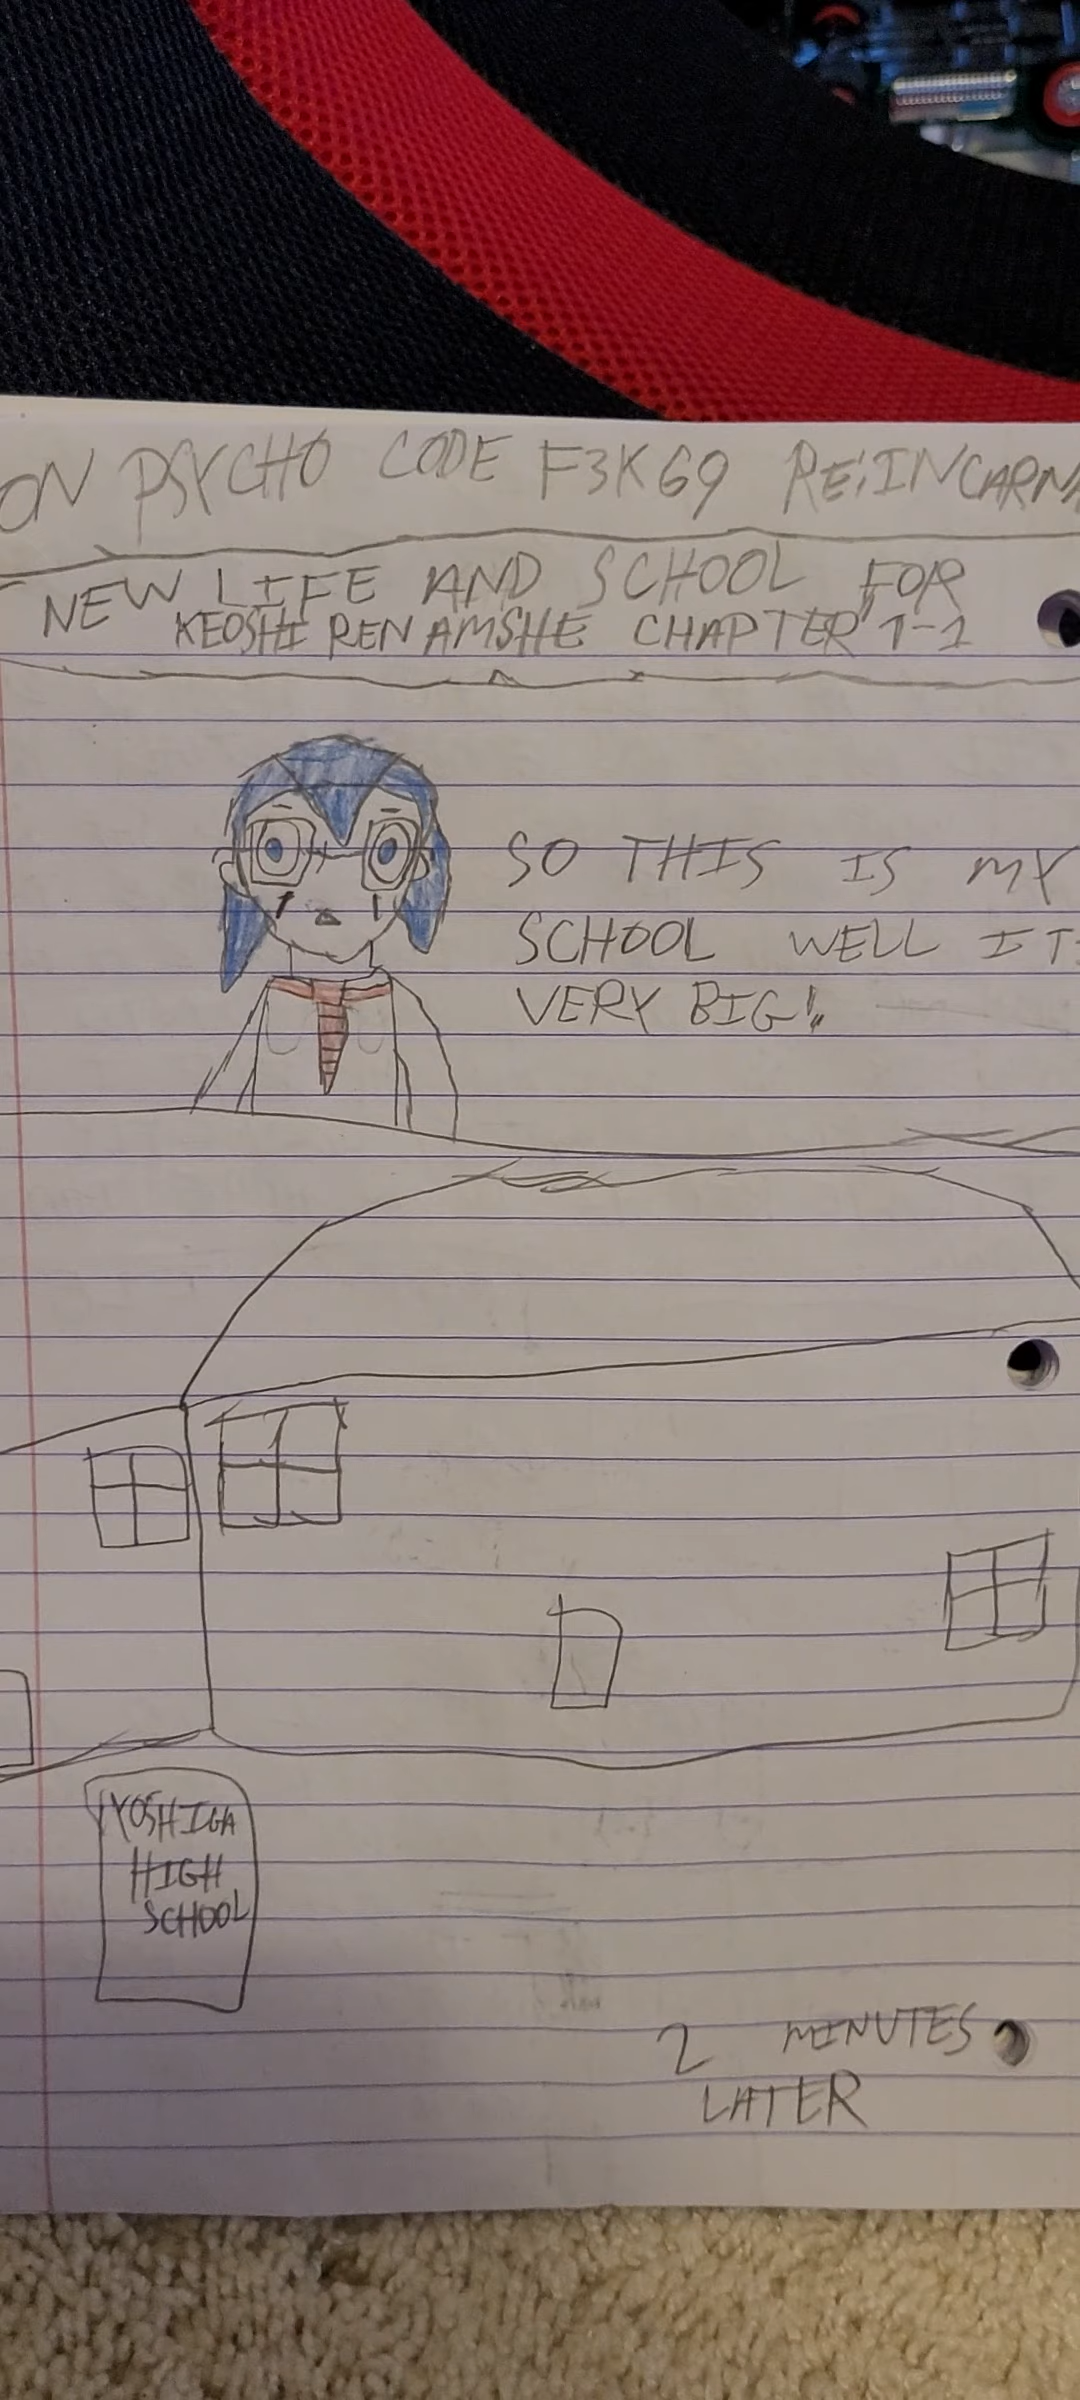 ON PSYCHO CODE F3K69 RE:INCARNA
NEW LIFE AND SCHOOL FOR
KEOSHI REN AMSHE CHAPTER 1-1
SO THIS IS MY
SCHOOL WELL IT
VERY BIG!!
YOSHIGA
HIGH
SCHOOL
2 MINUTES
LATER